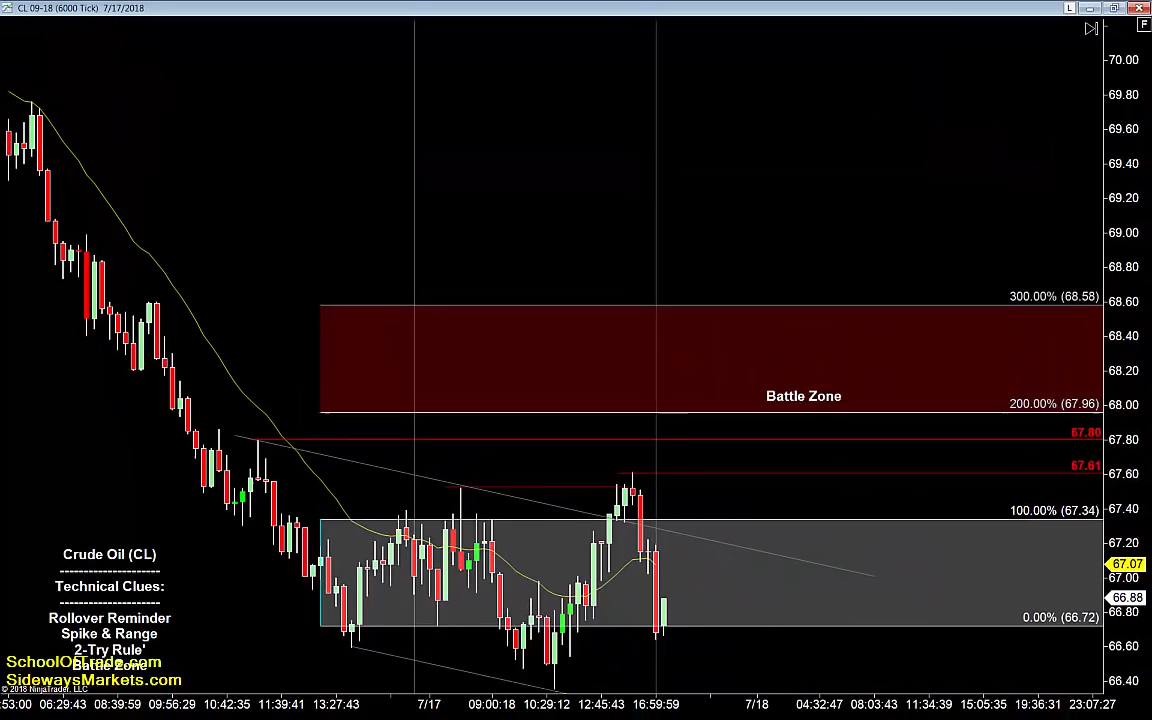 CL 09-18 (6000 Tick) 7/17/2018
L
F
70.00
69.80
69.60
69.40
69.20
69.00
68.80
68.60
300.00% (68.58)
68.40
68.20
Battle Zone
200.00% (67.96)
68.00
67.80
67.80
67.61
67.60
100.00% (67.34)
67.40
67.20
67.07
67.00
66.88
66.80
0.00% (66.72)
66.60
66.40
Crude Oil (CL)
--------------------
Technical Clues:
--------------------
Rollover Reminder
Spike & Range
2-Try Rule'
Battle Zone
SchoolOfTrade.com
SidewaysMarkets.com
© 2018 NinjaTrader, LLC
:53:00 06:29:43 08:39:59 09:56:29 10:42:35 11:39:41 13:27:43 7/17 09:00:18 10:29:12 12:45:43 16:59:59 7/18 04:32:47 08:03:43 11:34:39 15:05:35 19:36:31 23:07:27